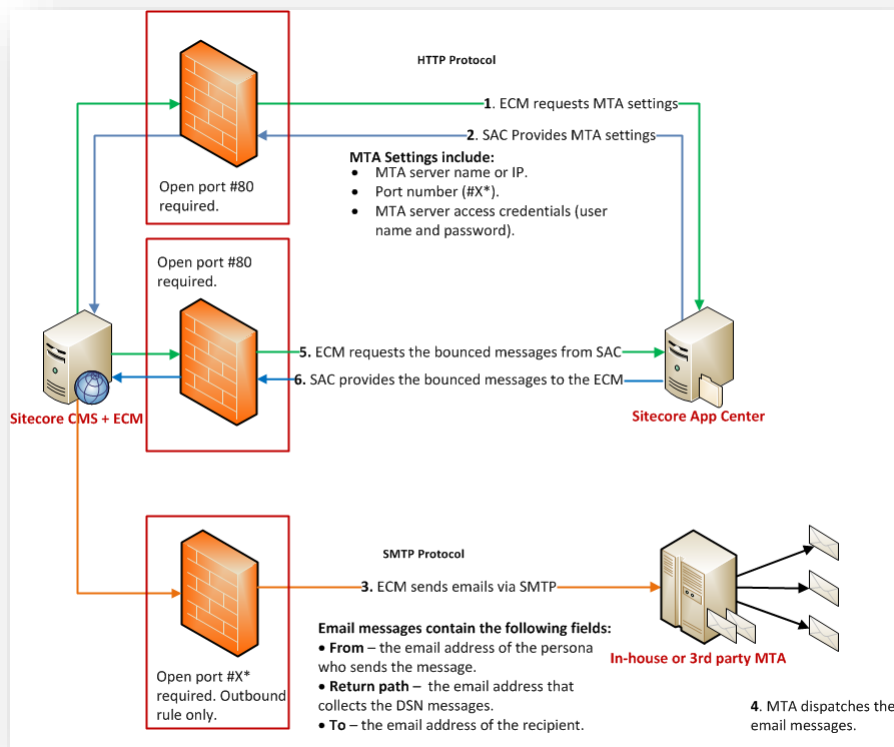 HTTP Protocol
1. ECM requests MTA settings
2. SAC Provides MTA settings
MTA Settings include:
• MTA server name or IP.
• Port number (#X*).
• MTA server access credentials (user
name and password).
Open port #80
required.
Open port #80
required.
5. ECM requests the bounced messages from SAC
6. SAC provides the bounced messages to the ECM
Sitecore CMS + ECM
Sitecore App Center
SMTP Protocol
3. ECM sends emails via SMTP
Email messages contain the following fields:
• From – the email address of the persona
who sends the message.
• Return path – the email address that
collects the DSN messages.
• To – the email address of the recipient.
In-house or 3rd party MTA
Open port #X*
required. Outbound
rule only.
4. MTA dispatches the
email messages.